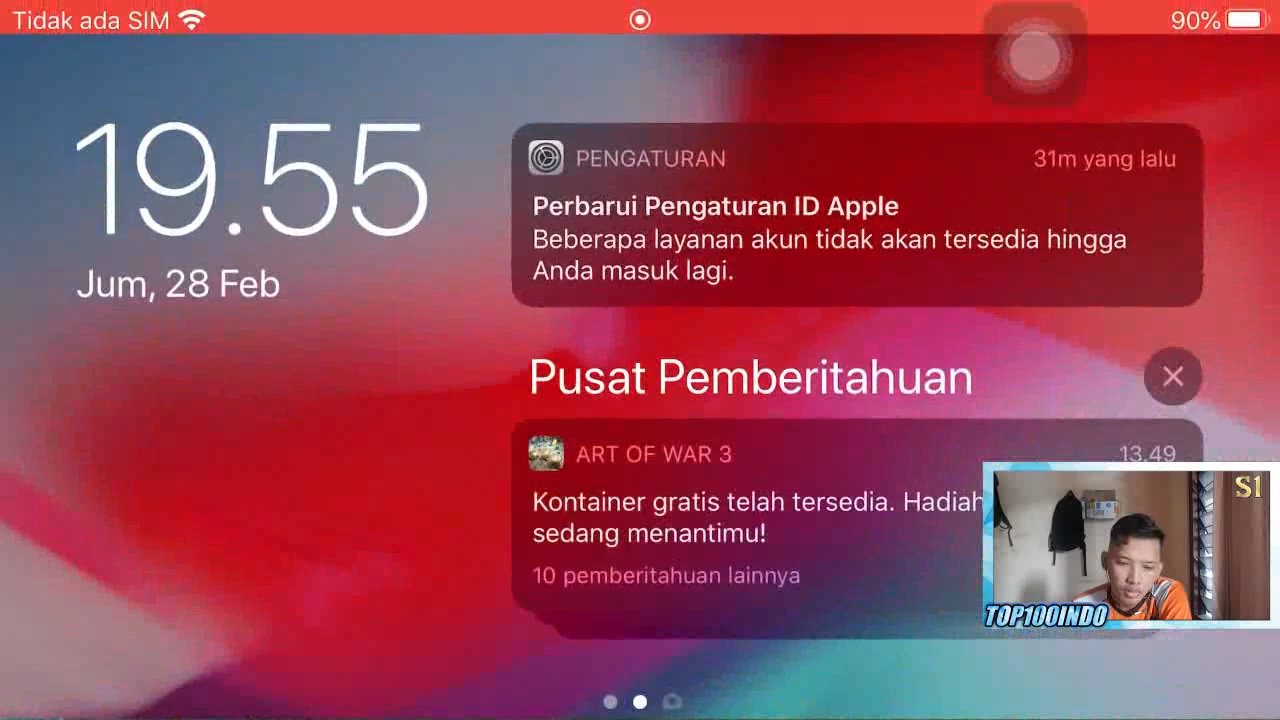 Tidak ada SIM
90%
19.55
Jum, 28 Feb
PENGATURAN
31m yang lalu
Perbarui Pengaturan ID Apple
Beberapa layanan akun tidak akan tersedia hingga
Anda masuk lagi.
Pusat Pemberitahuan
ART OF WAR 3
13.49
Kontainer gratis telah tersedia. Hadiah
sedang menantimu!
10 pemberitahuan lainnya
S1
TOP100INDO